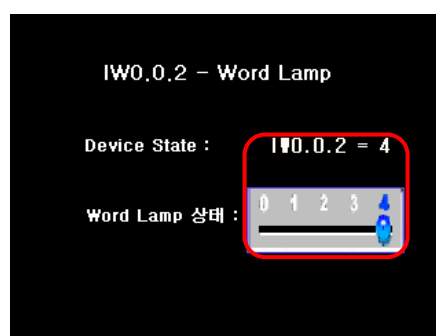 IW0.0.2 - Word Lamp
Device State : IW0.0.2 = 4
0 1 2 3 4
Word Lamp 상태 :